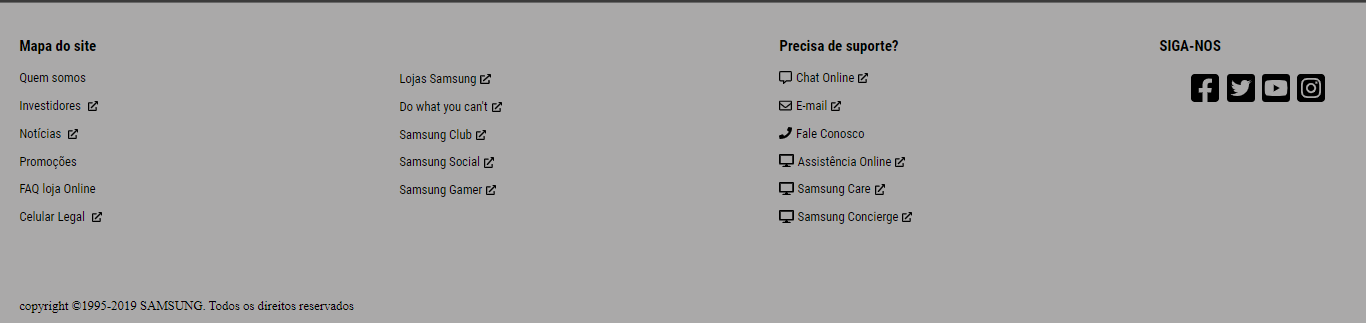 Mapa do site
Quem somos
Investidores
Notícias
Promoções
FAQ loja Online
Celular Legal
Lojas Samsung
Do what you can't
Samsung Club
Samsung Social
Samsung Gamer
Precisa de suporte?
Chat Online
E-mail
Fale Conosco
Assistência Online
Samsung Care
Samsung Concierge
SIGA-NOS
copyright ©1995-2019 SAMSUNG. Todos os direitos reservados